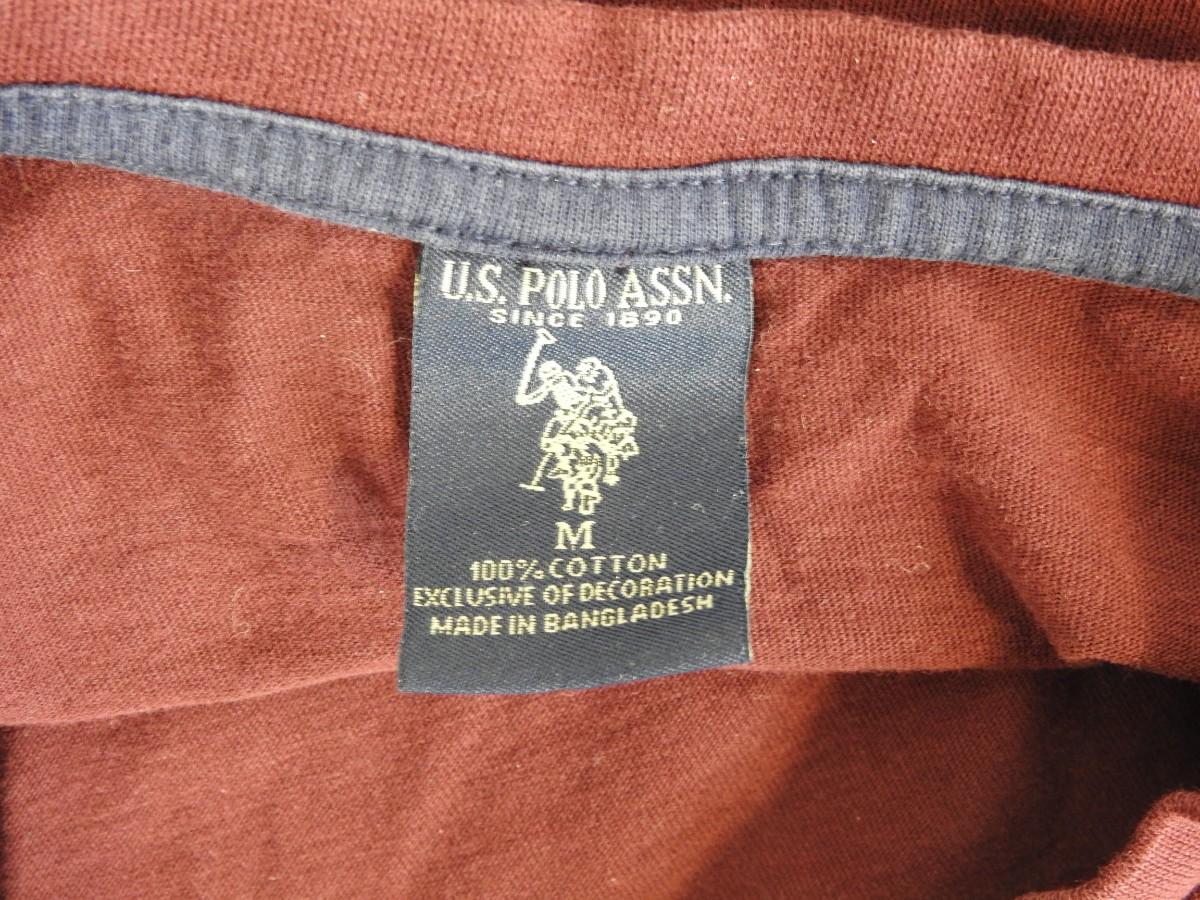 U.S. POLO ASSN.
SINCE 1890
M
100% COTTON
EXCLUSIVE OF DECORATION
MADE IN BANGLADESH